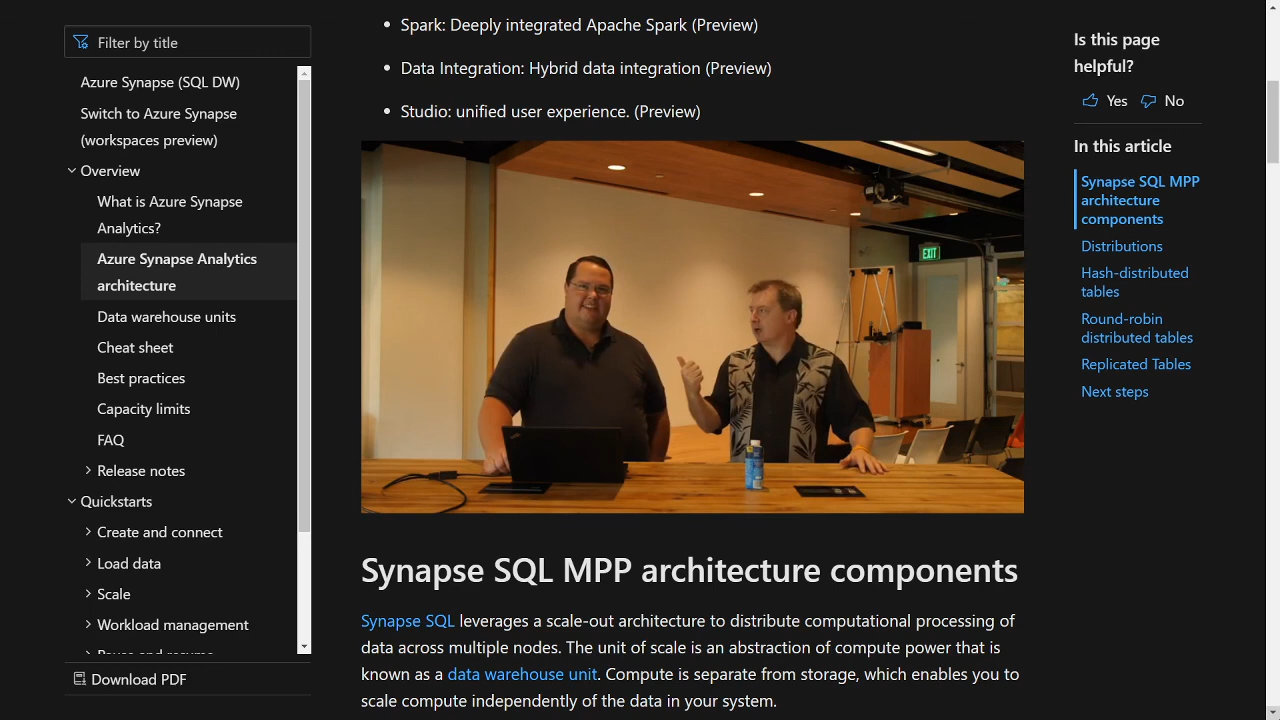 Filter by title
Azure Synapse (SQL DW)
Switch to Azure Synapse
(workspaces preview)
Overview
What is Azure Synapse
Analytics?
Azure Synapse Analytics
architecture
Data warehouse units
Cheat sheet
Best practices
Capacity limits
FAQ
Release notes
Quickstarts
Create and connect
Load data
Scale
Workload management
Pause and resume
Download PDF
Spark: Deeply integrated Apache Spark (Preview)
Data Integration: Hybrid data integration (Preview)
Studio: unified user experience. (Preview)
EXIT
Synapse SQL MPP architecture components
Synapse SQL leverages a scale-out architecture to distribute computational processing of
data across multiple nodes. The unit of scale is an abstraction of compute power that is
known as a data warehouse unit. Compute is separate from storage, which enables you to
scale compute independently of the data in your system.
Is this page
helpful?
Yes No
In this article
Synapse SQL MPP
architecture
components
Distributions
Hash-distributed
tables
Round-robin
distributed tables
Replicated Tables
Next steps